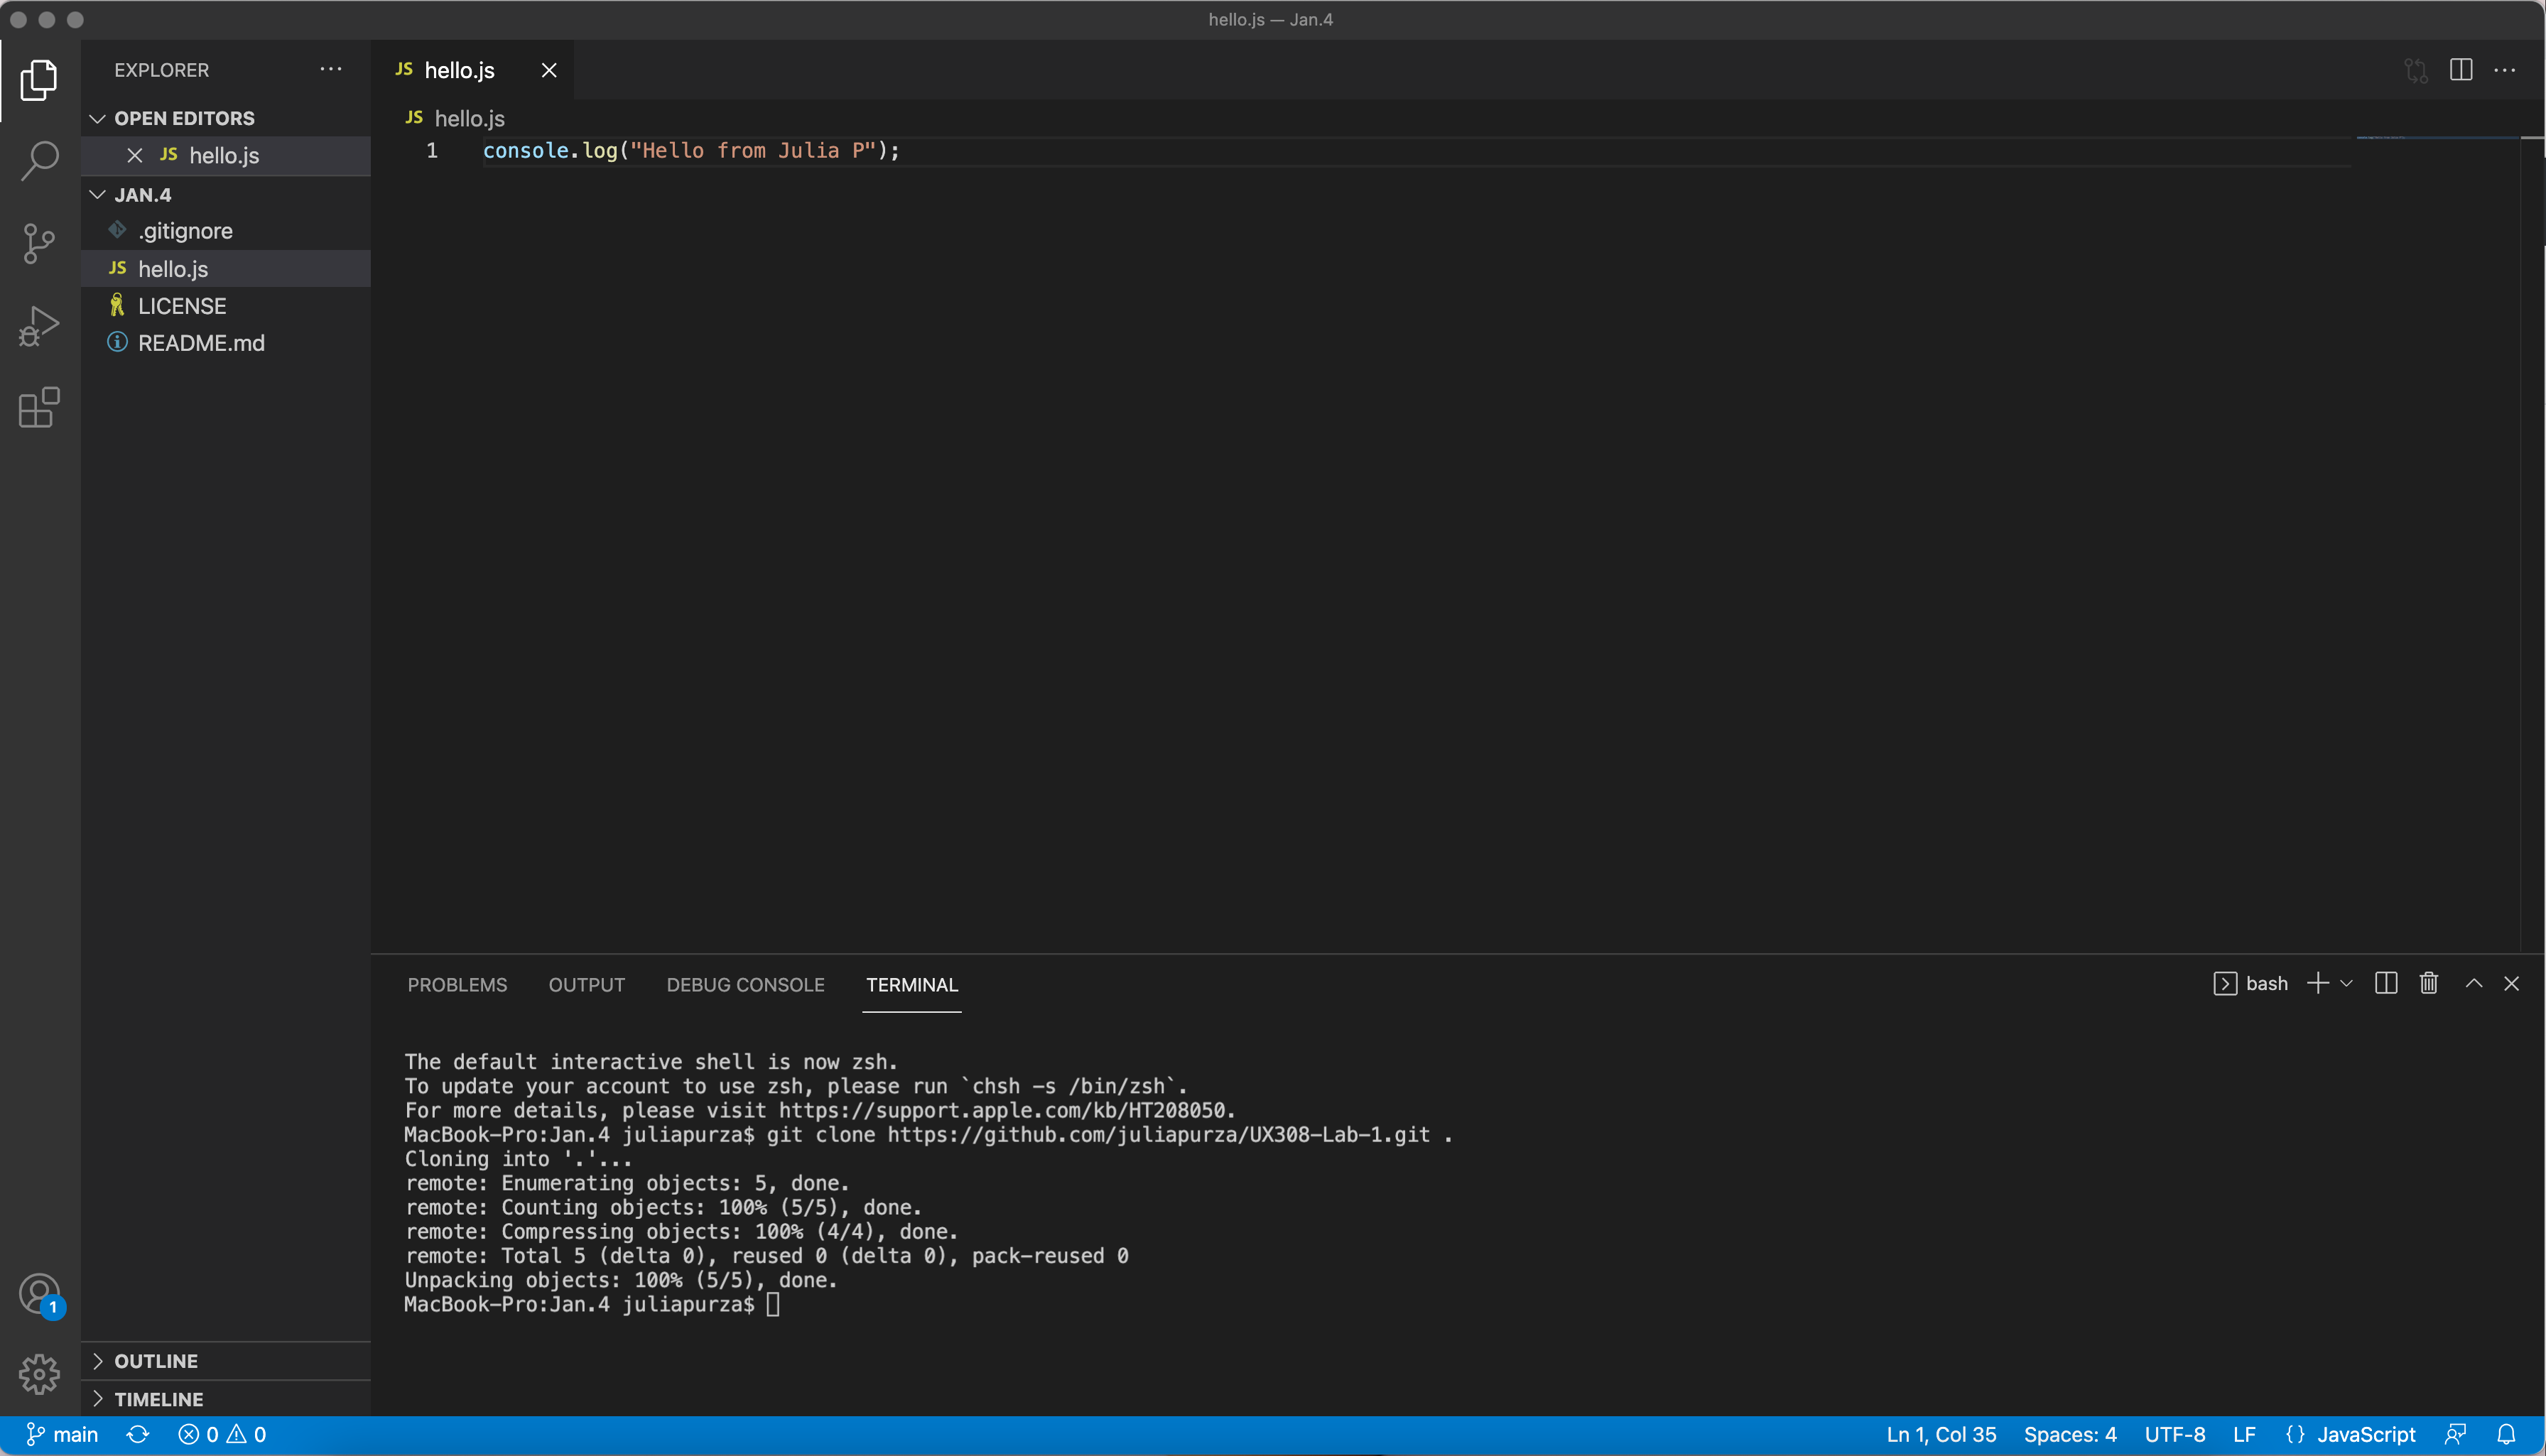 hello.js — Jan.4
EXPLORER
JS hello.js
OPEN EDITORS
JS hello.js
JAN.4
.gitignore
JS hello.js
LICENSE
README.md
JS hello.js
1 console.log("Hello from Julia P");
PROBLEMS OUTPUT DEBUG CONSOLE TERMINAL
bash
The default interactive shell is now zsh.
To update your account to use zsh, please run `chsh -s /bin/zsh`.
For more details, please visit https://support.apple.com/kb/HT208050.
MacBook-Pro:Jan.4 juliapurza$ git clone https://github.com/juliapurza/UX308-Lab-1.git .
Cloning into '.'...
remote: Enumerating objects: 5, done.
remote: Counting objects: 100% (5/5), done.
remote: Compressing objects: 100% (4/4), done.
remote: Total 5 (delta 0), reused 0 (delta 0), pack-reused 0
Unpacking objects: 100% (5/5), done.
MacBook-Pro:Jan.4 juliapurza$
1
OUTLINE
TIMELINE
main 0 0 Ln 1, Col 35 Spaces: 4 UTF-8 LF {} JavaScript